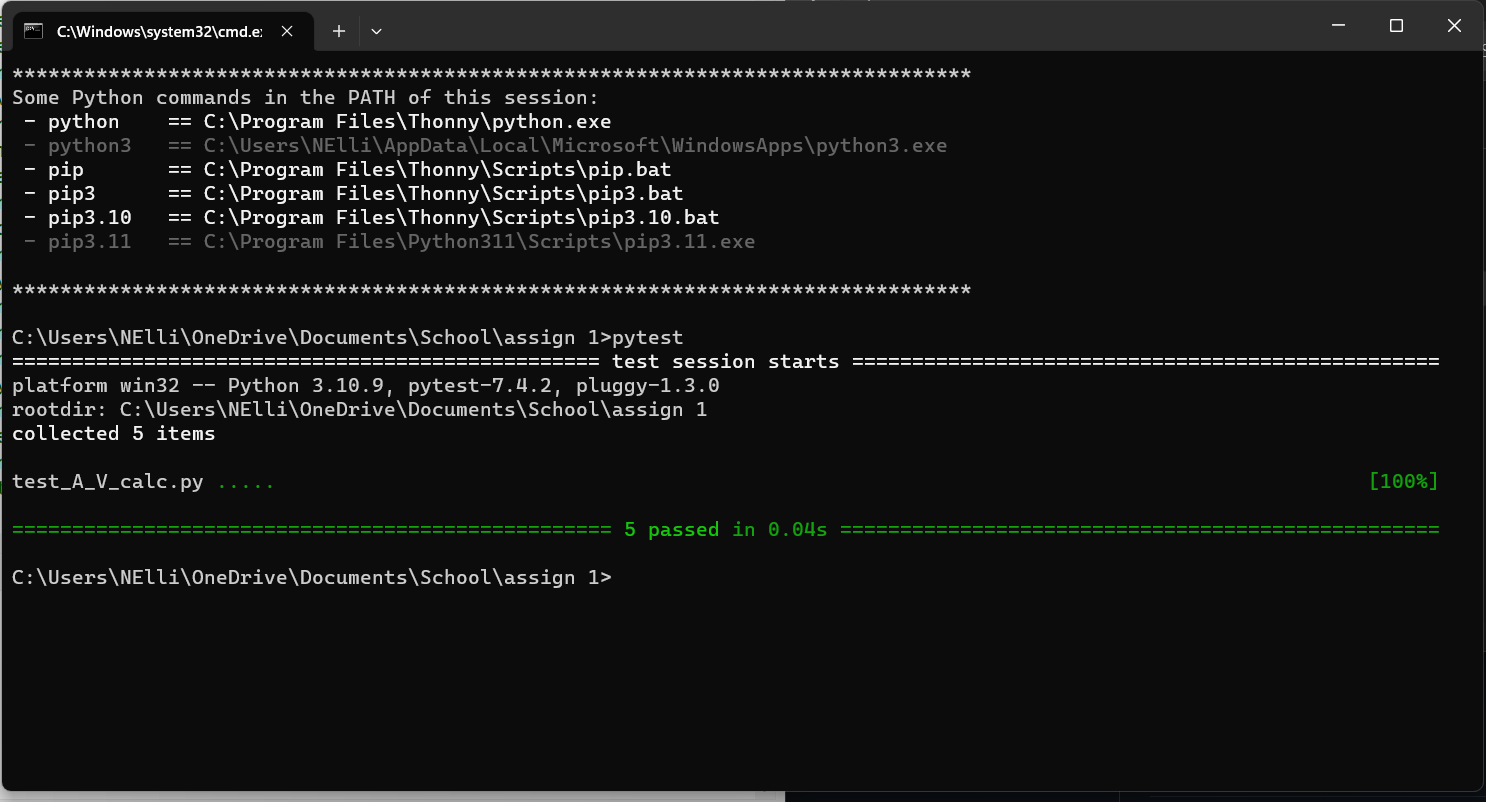 C:\Windows\system32\cmd.e:
********************************************************************************
Some Python commands in the PATH of this session:
 - python    == C:\Program Files\Thonny\python.exe
 - python3   == C:\Users\NElli\AppData\Local\Microsoft\WindowsApps\python3.exe
 - pip       == C:\Program Files\Thonny\Scripts\pip.bat
 - pip3      == C:\Program Files\Thonny\Scripts\pip3.bat
 - pip3.10   == C:\Program Files\Thonny\Scripts\pip3.10.bat
 - pip3.11   == C:\Program Files\Python311\Scripts\pip3.11.exe
********************************************************************************
C:\Users\NElli\OneDrive\Documents\School\assign 1>pytest
================================================= test session starts =================================================
platform win32 -- Python 3.10.9, pytest-7.4.2, pluggy-1.3.0
rootdir: C:\Users\NElli\OneDrive\Documents\School\assign 1
collected 5 items
test_A_V_calc.py ..... [100%]
================================================== 5 passed in 0.04s ==================================================
C:\Users\NElli\OneDrive\Documents\School\assign 1>